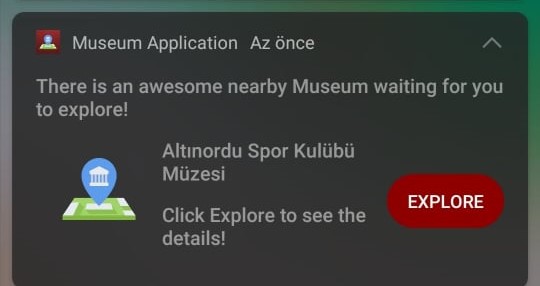 Museum Application Az önce
There is an awesome nearby Museum waiting for you
to explore!
Altınordu Spor Kulübü
Müzesi
Click Explore to see the
details!
EXPLORE